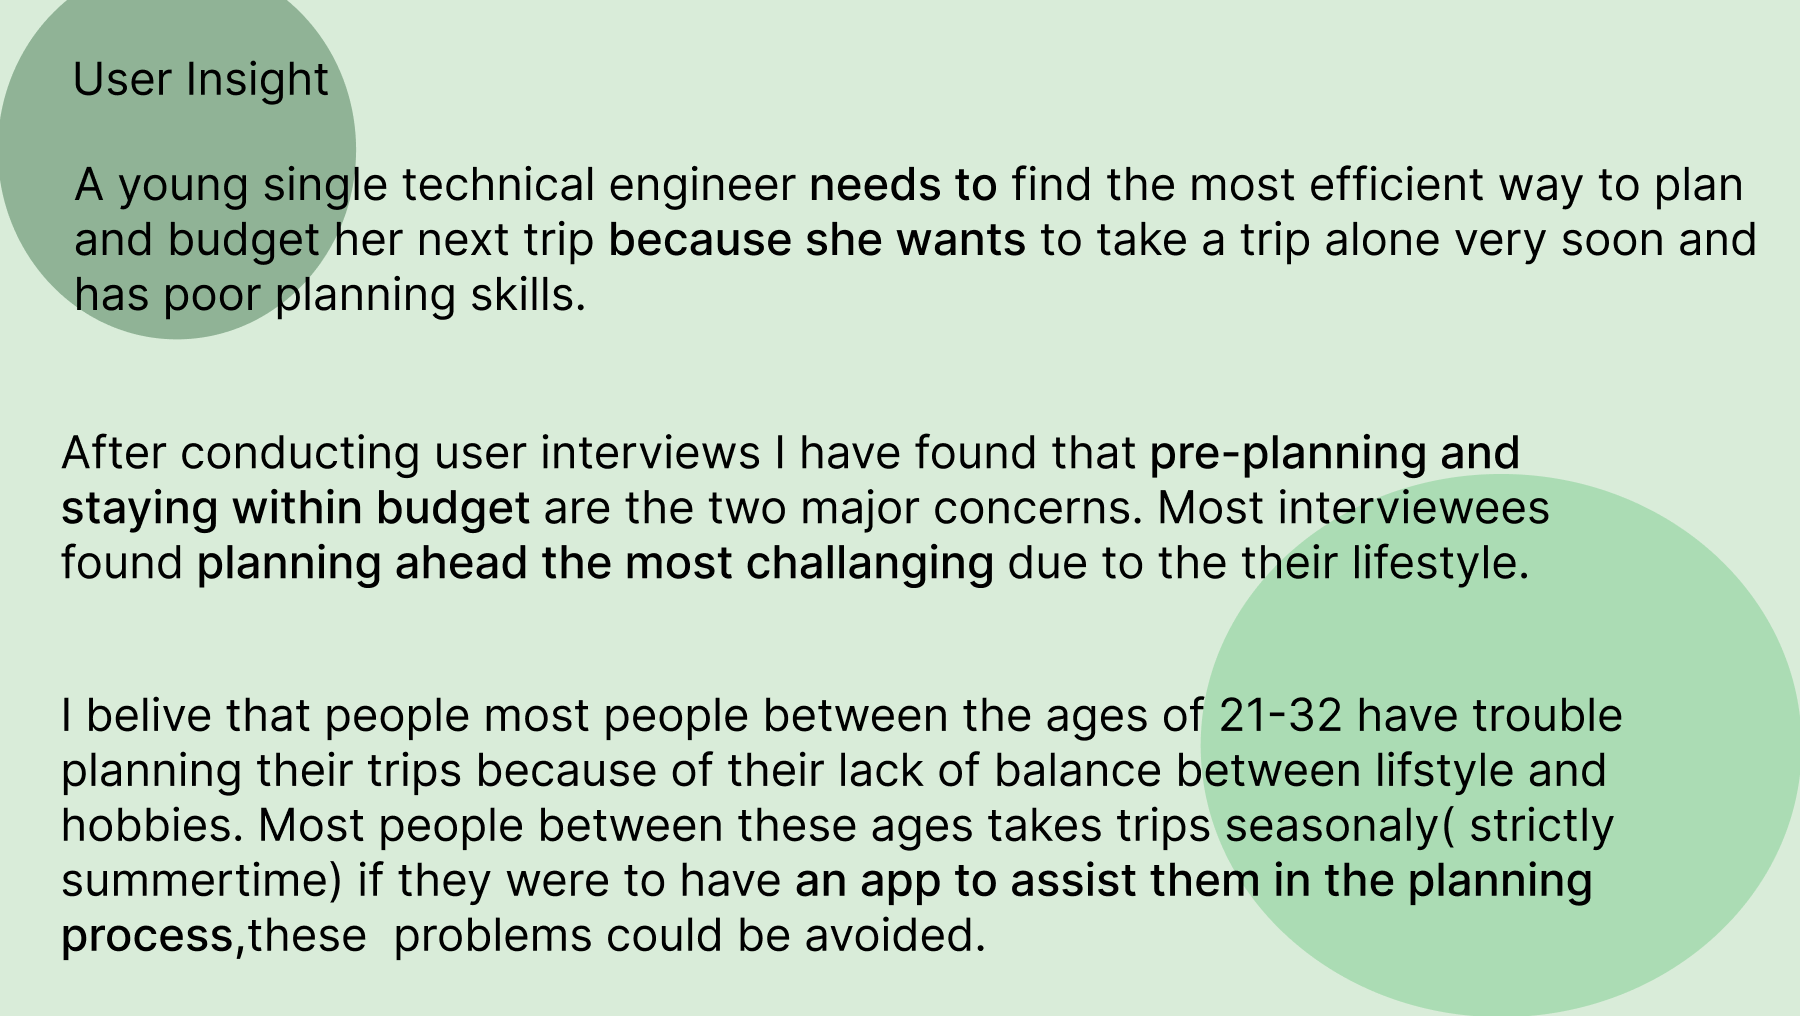 User Insight
A young single technical engineer needs to find the most efficient way to plan
and budget her next trip because she wants to take a trip alone very soon and
has poor planning skills.
After conducting user interviews I have found that pre-planning and
staying within budget are the two major concerns. Most interviewees
found planning ahead the most challanging due to the their lifestyle.
I belive that people most people between the ages of 21-32 have trouble
planning their trips because of their lack of balance between lifstyle and
hobbies. Most people between these ages takes trips seasonaly( strictly
summertime) if they were to have an app to assist them in the planning
process,these  problems could be avoided.